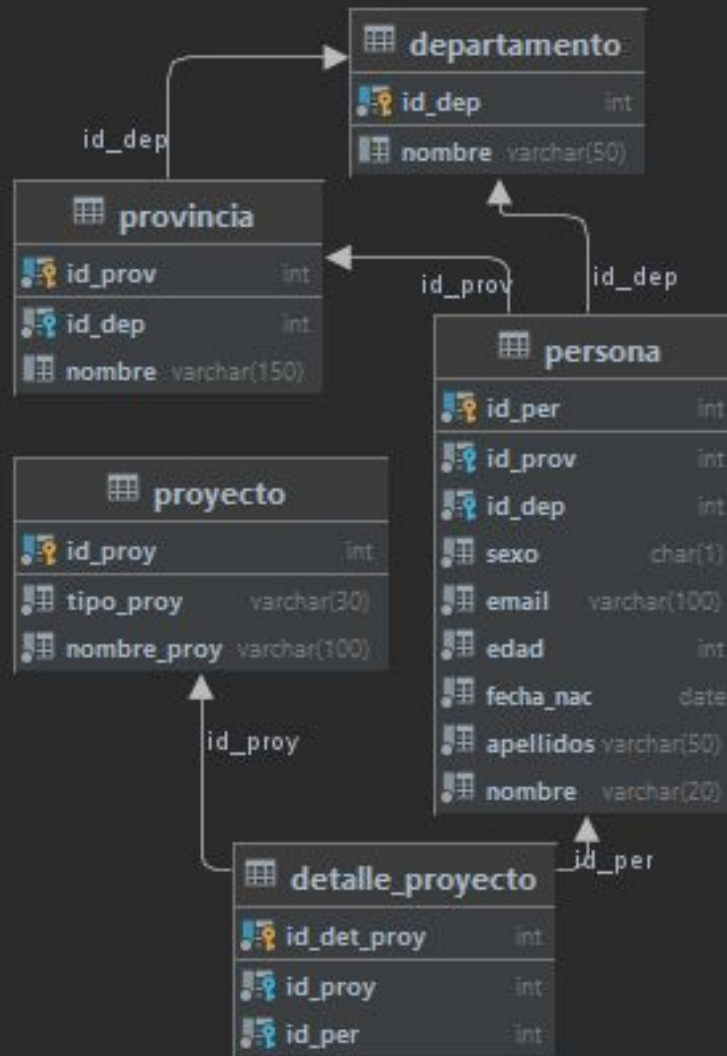 departamento
id_dep int
nombre varchar(50)
id_dep
provincia
id_prov int
id_dep int
nombre varchar(150)
id_prov
id_dep
persona
id_per int
id_prov int
id_dep int
sexo char(1)
email varchar(100)
edad int
fecha_nac date
apellidos varchar(50)
nombre varchar(20)
proyecto
id_proy int
tipo_proy varchar(30)
nombre_proy varchar(100)
id_proy
id_per
detalle_proyecto
id_det_proy int
id_proy int
id_per int